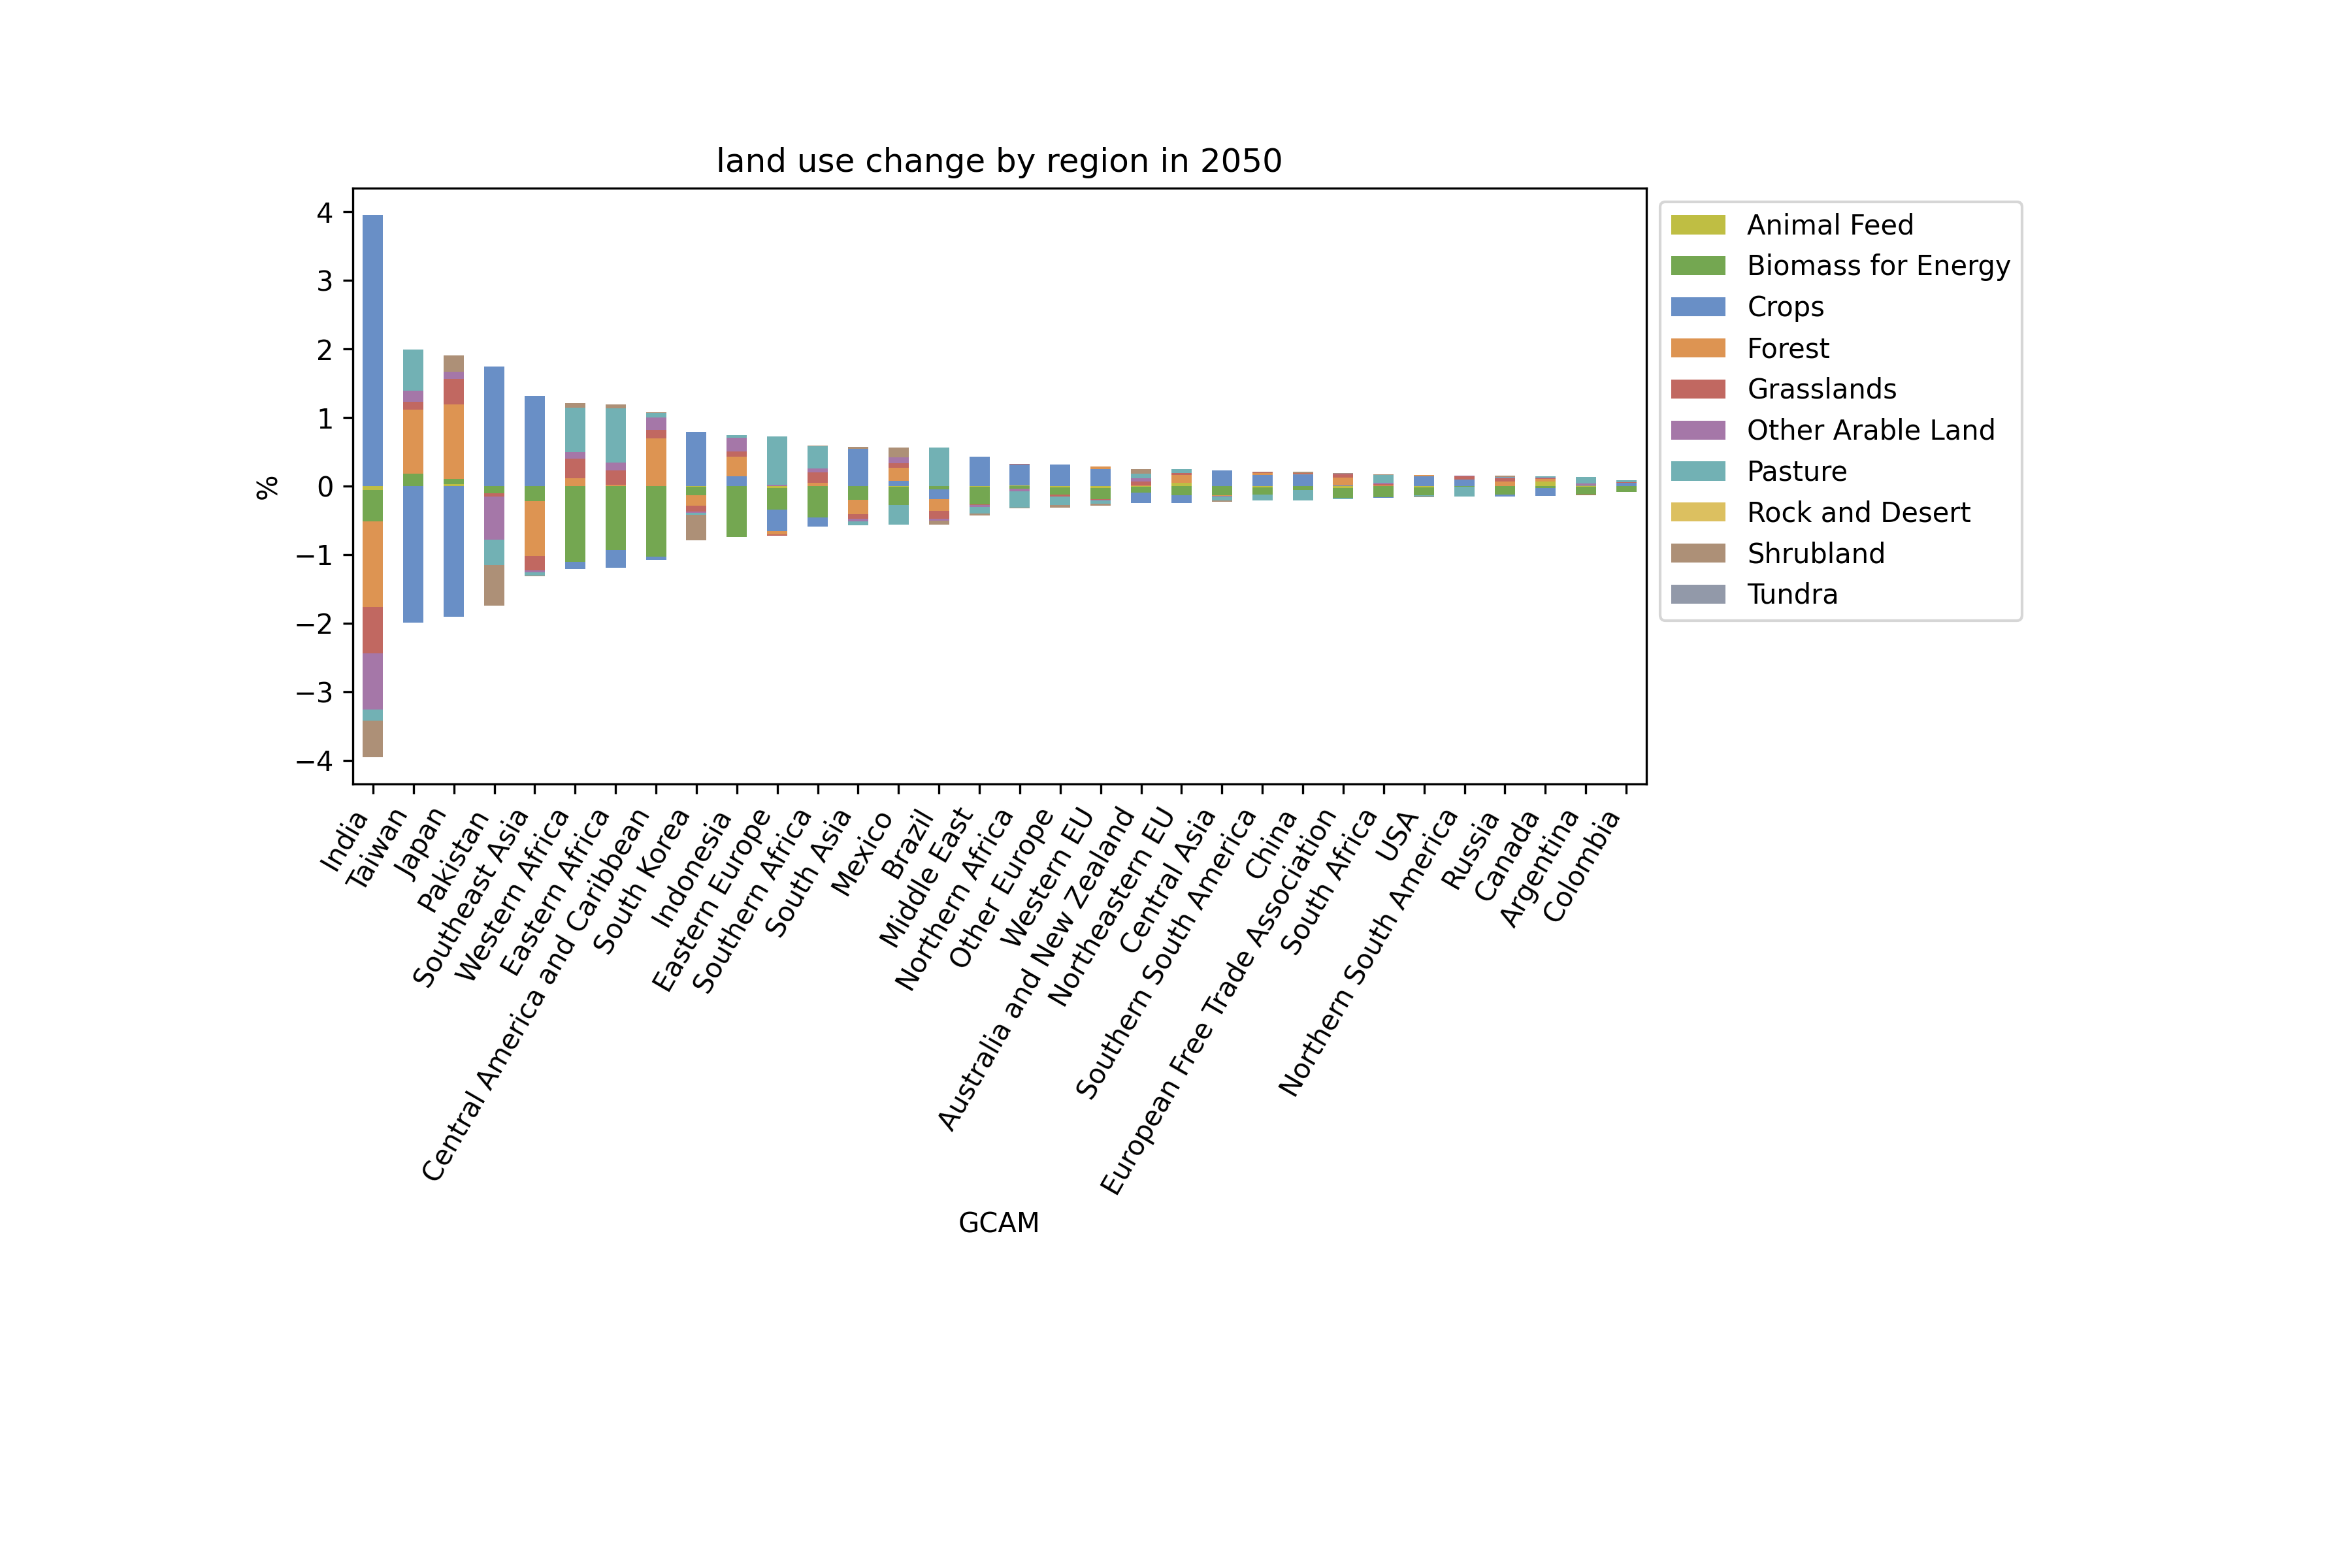 land use change by region in 2050
%
4
3
2
1
0
−1
−2
−3
−4
India
Taiwan
Japan
Pakistan
Southeast Asia
Western Africa
Eastern Africa
Central America and Caribbean
South Korea
Indonesia
Eastern Europe
Southern Africa
South Asia
Mexico
Brazil
Middle East
Northern Africa
Other Europe
Western EU
Australia and New Zealand
Northeastern EU
Central Asia
Southern South America
China
European Free Trade Association
South Africa
USA
Northern South America
Russia
Canada
Argentina
Colombia
GCAM
Animal Feed
Biomass for Energy
Crops
Forest
Grasslands
Other Arable Land
Pasture
Rock and Desert
Shrubland
Tundra